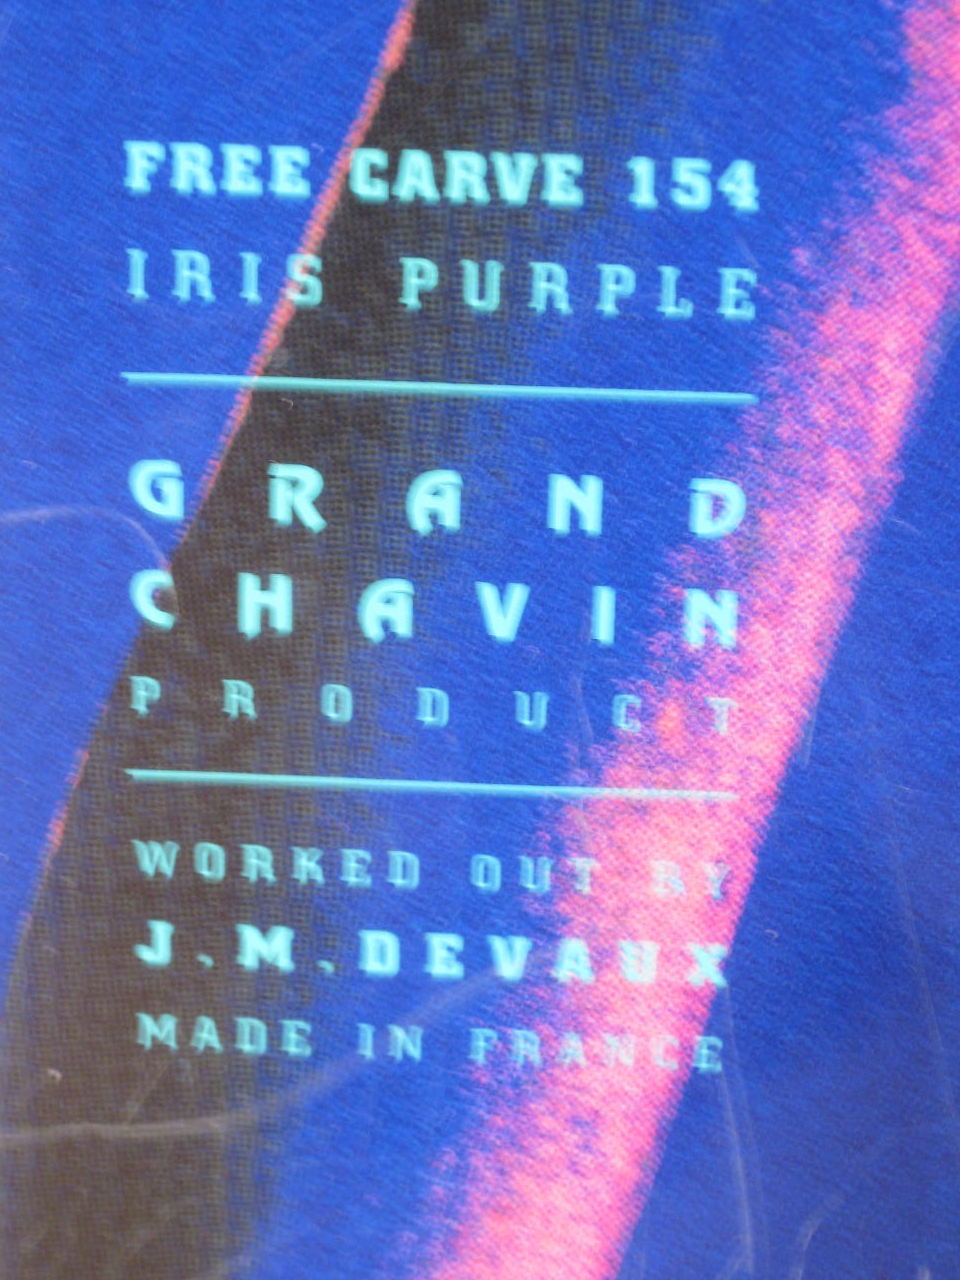 FREE CARVE 154
IRIS PURPLE
GRAND
CHAVIN
PRODUCT
WORKED OUT BY
J.M.DEVAUX
MADE IN FRANCE